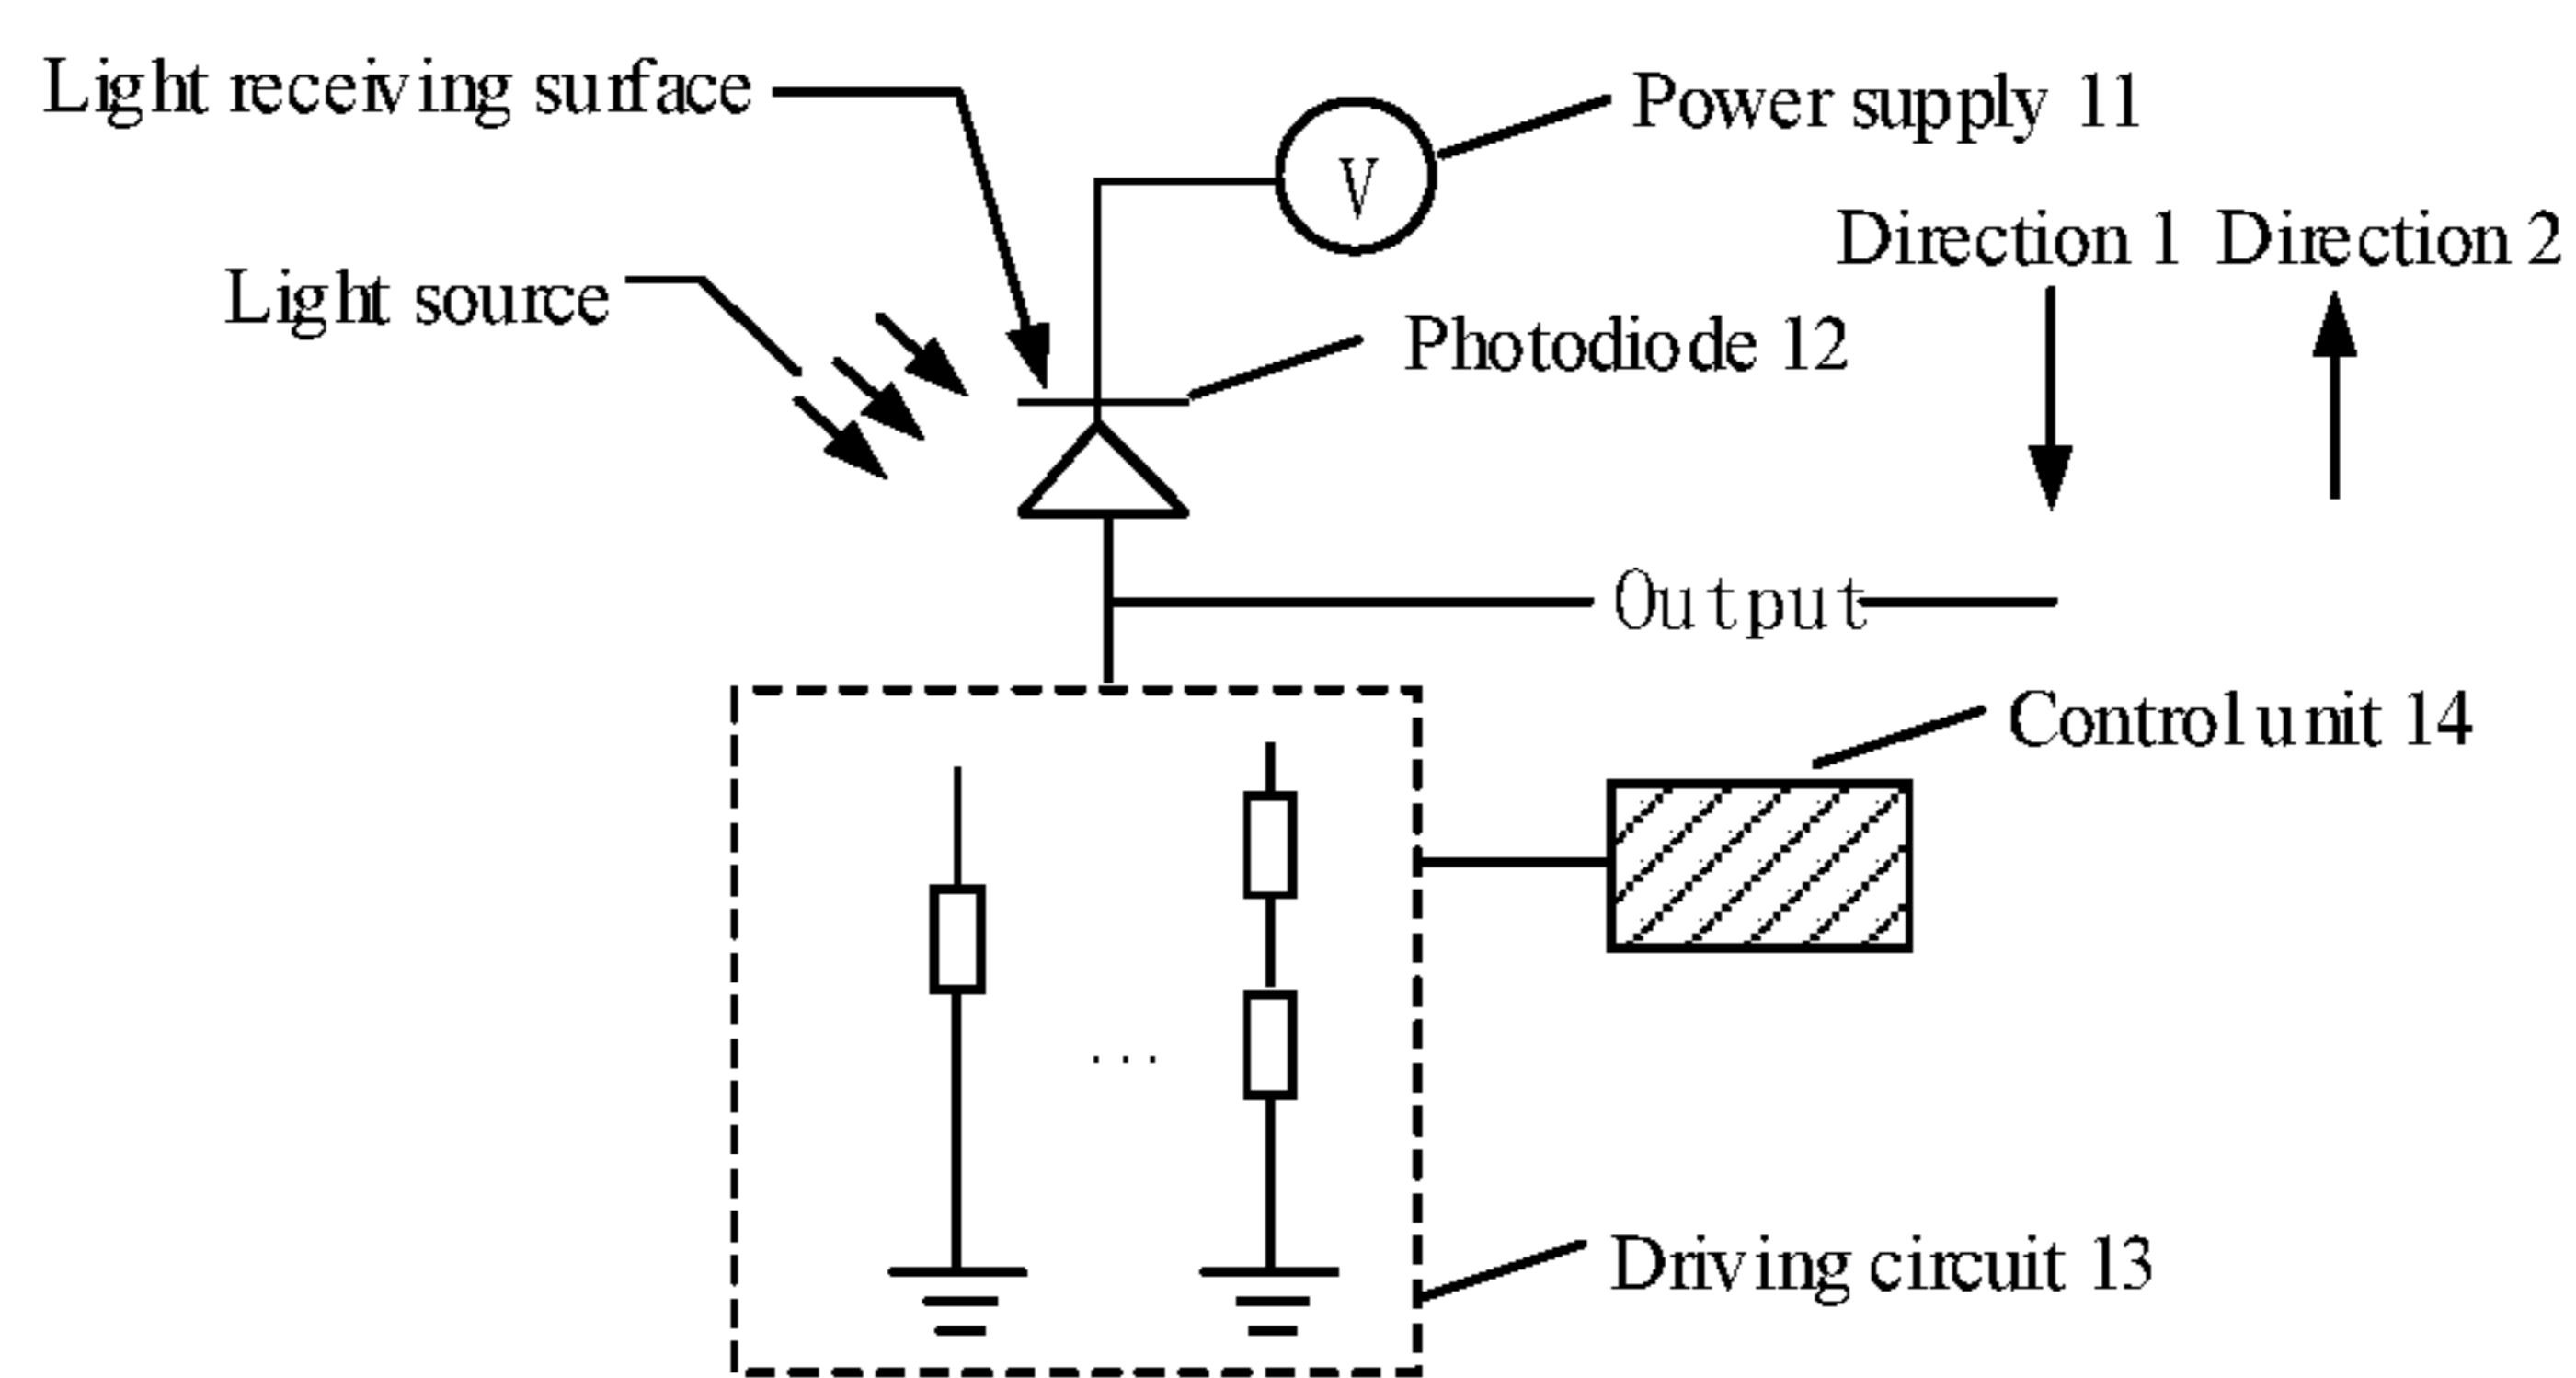 Light receiving surface
Power supply 11
V
Direction 1
Direction 2
Light source
Photodiode 12
Output
Control unit 14
...
Driving circuit 13